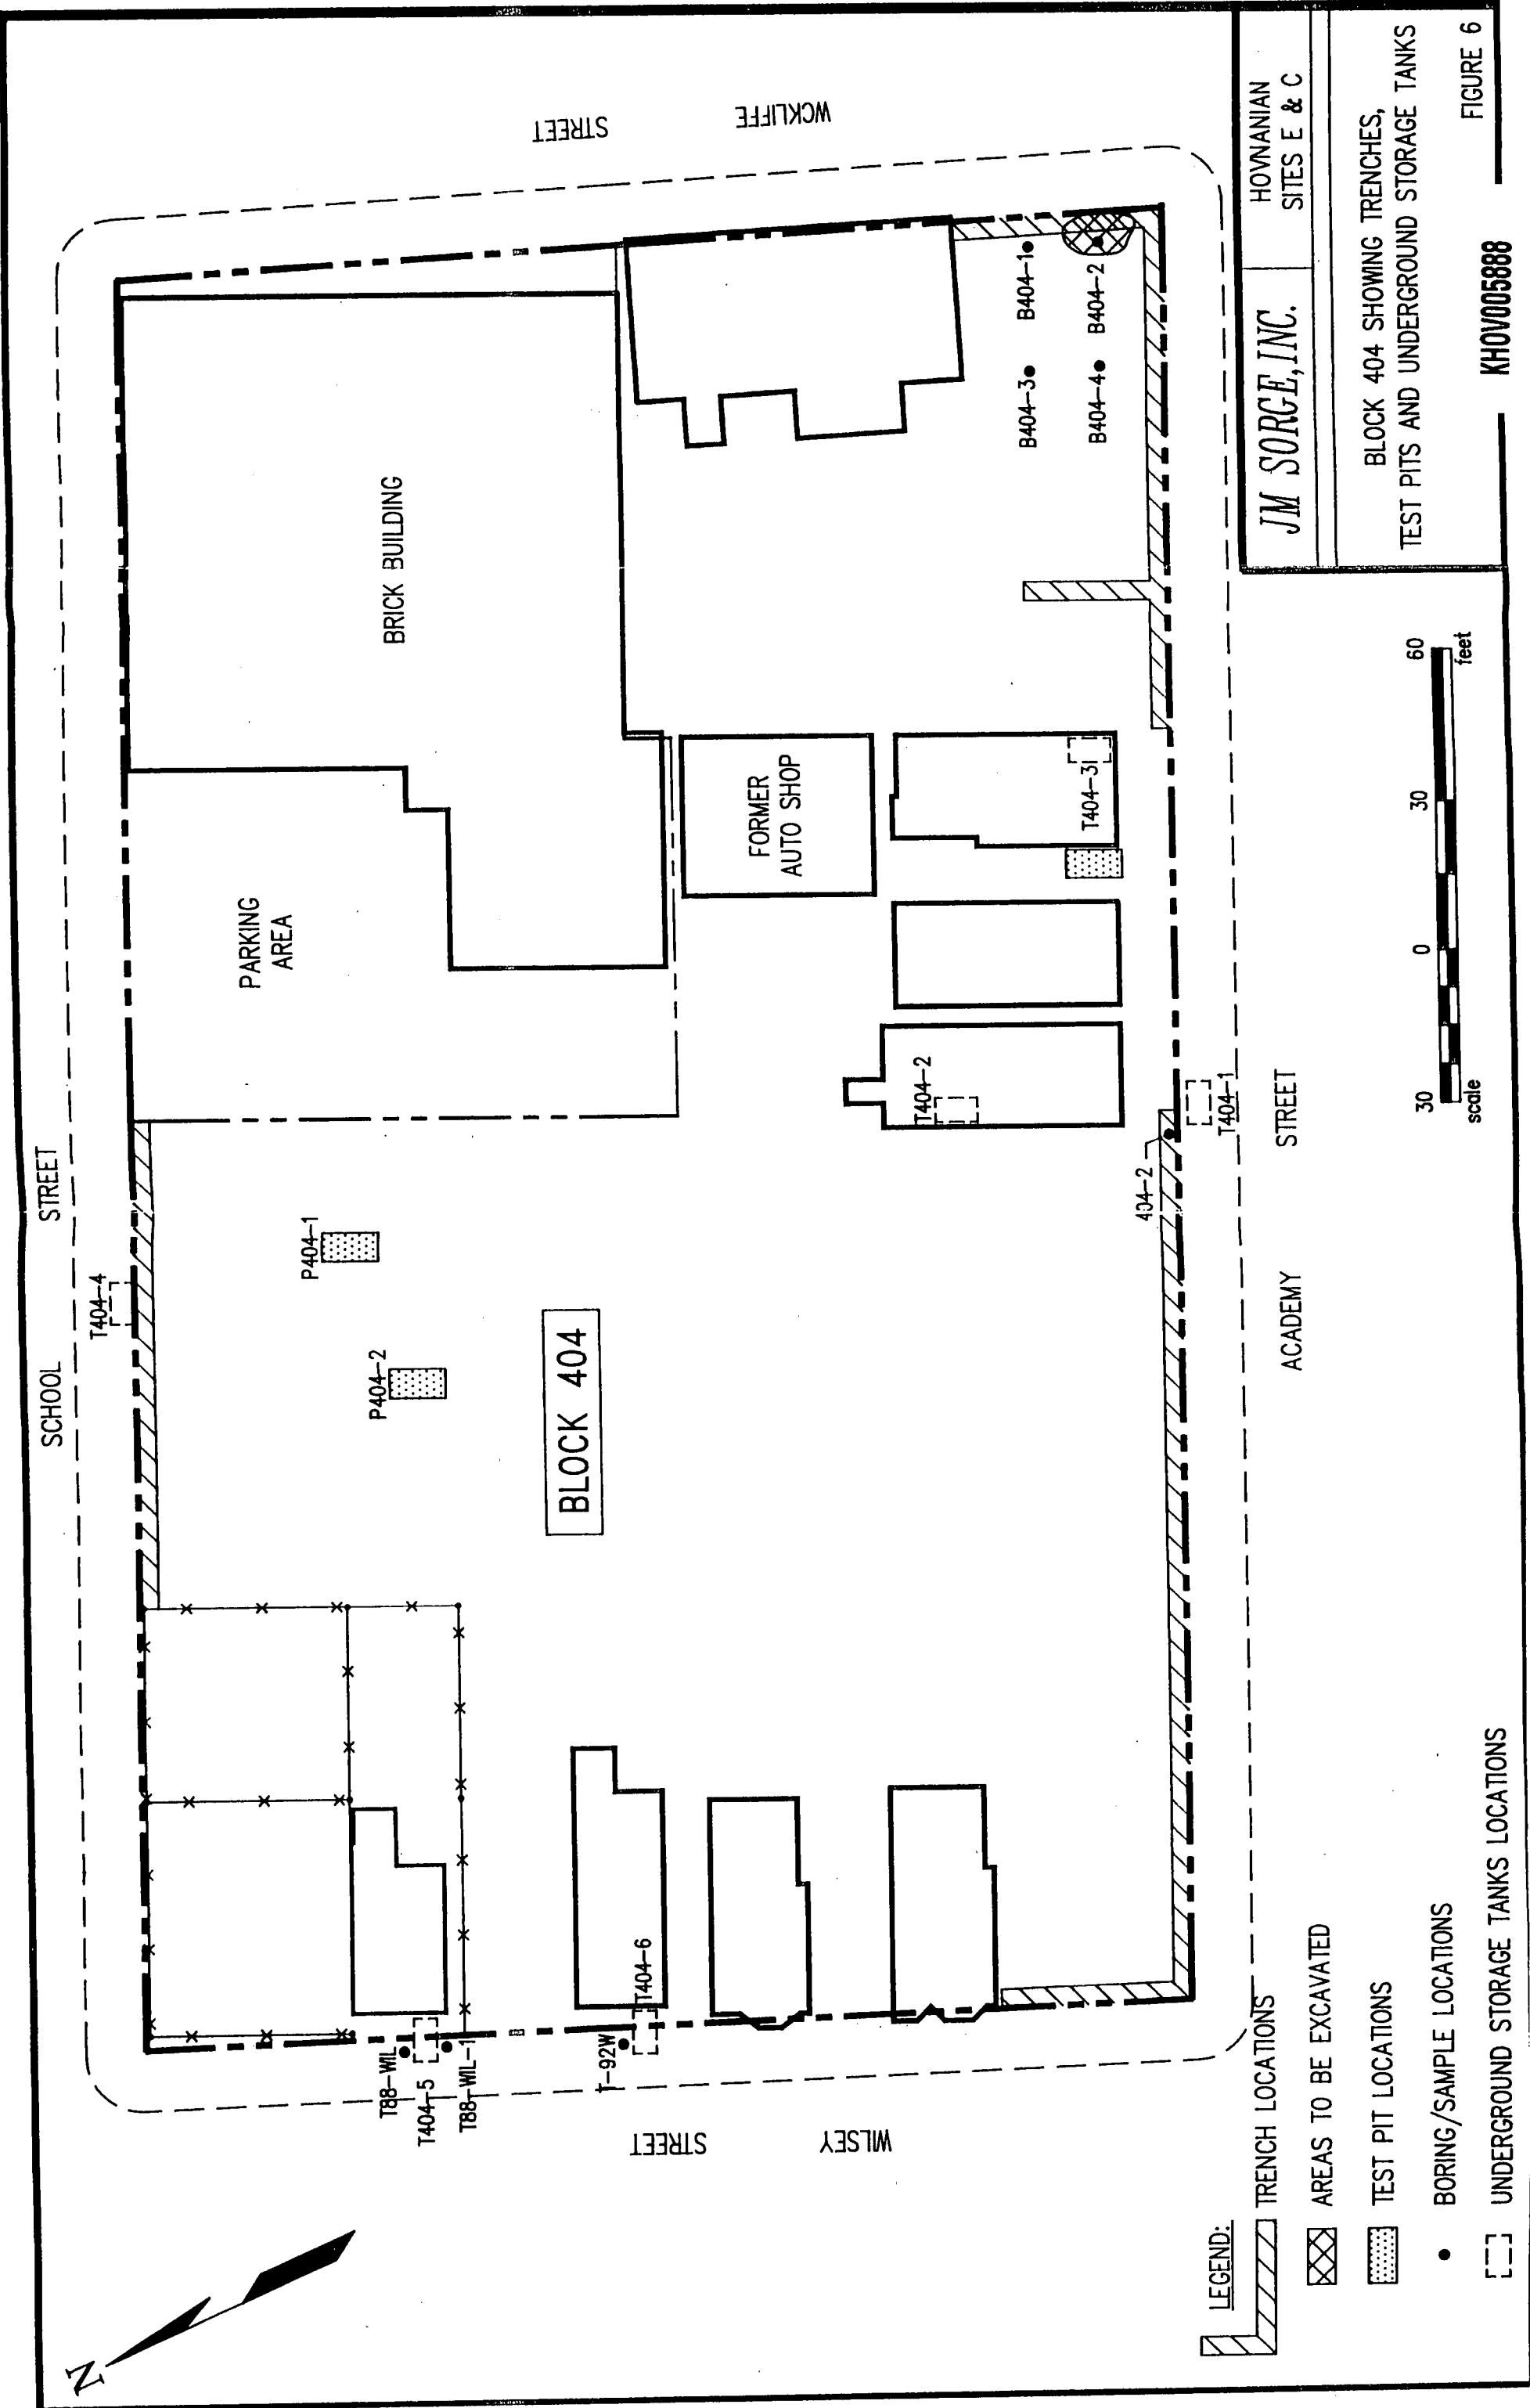 SCHOOL STREET
T404-4
P404-1
P404-2
PARKING
AREA
BRICK BUILDING
WCKLIFFE
STREET
BLOCK 404
FORMER
AUTO SHOP
T404-3
T404-2
B404-3
B404-1
B404-4
B404-2
404-2
T404-1
T88-WIL
T404-5
T88-WIL-1
T-92W
T404-6
WILSEY
STREET
ACADEMY STREET
N
LEGEND:
TRENCH LOCATIONS
AREAS TO BE EXCAVATED
TEST PIT LOCATIONS
BORING/SAMPLE LOCATIONS
UNDERGROUND STORAGE TANKS LOCATIONS
30 0 30 60
scale feet
JM SORGE, INC.
HOVNANIAN
SITES E & C
BLOCK 404 SHOWING TRENCHES,
TEST PITS AND UNDERGROUND STORAGE TANKS
FIGURE 6
KHOV005888